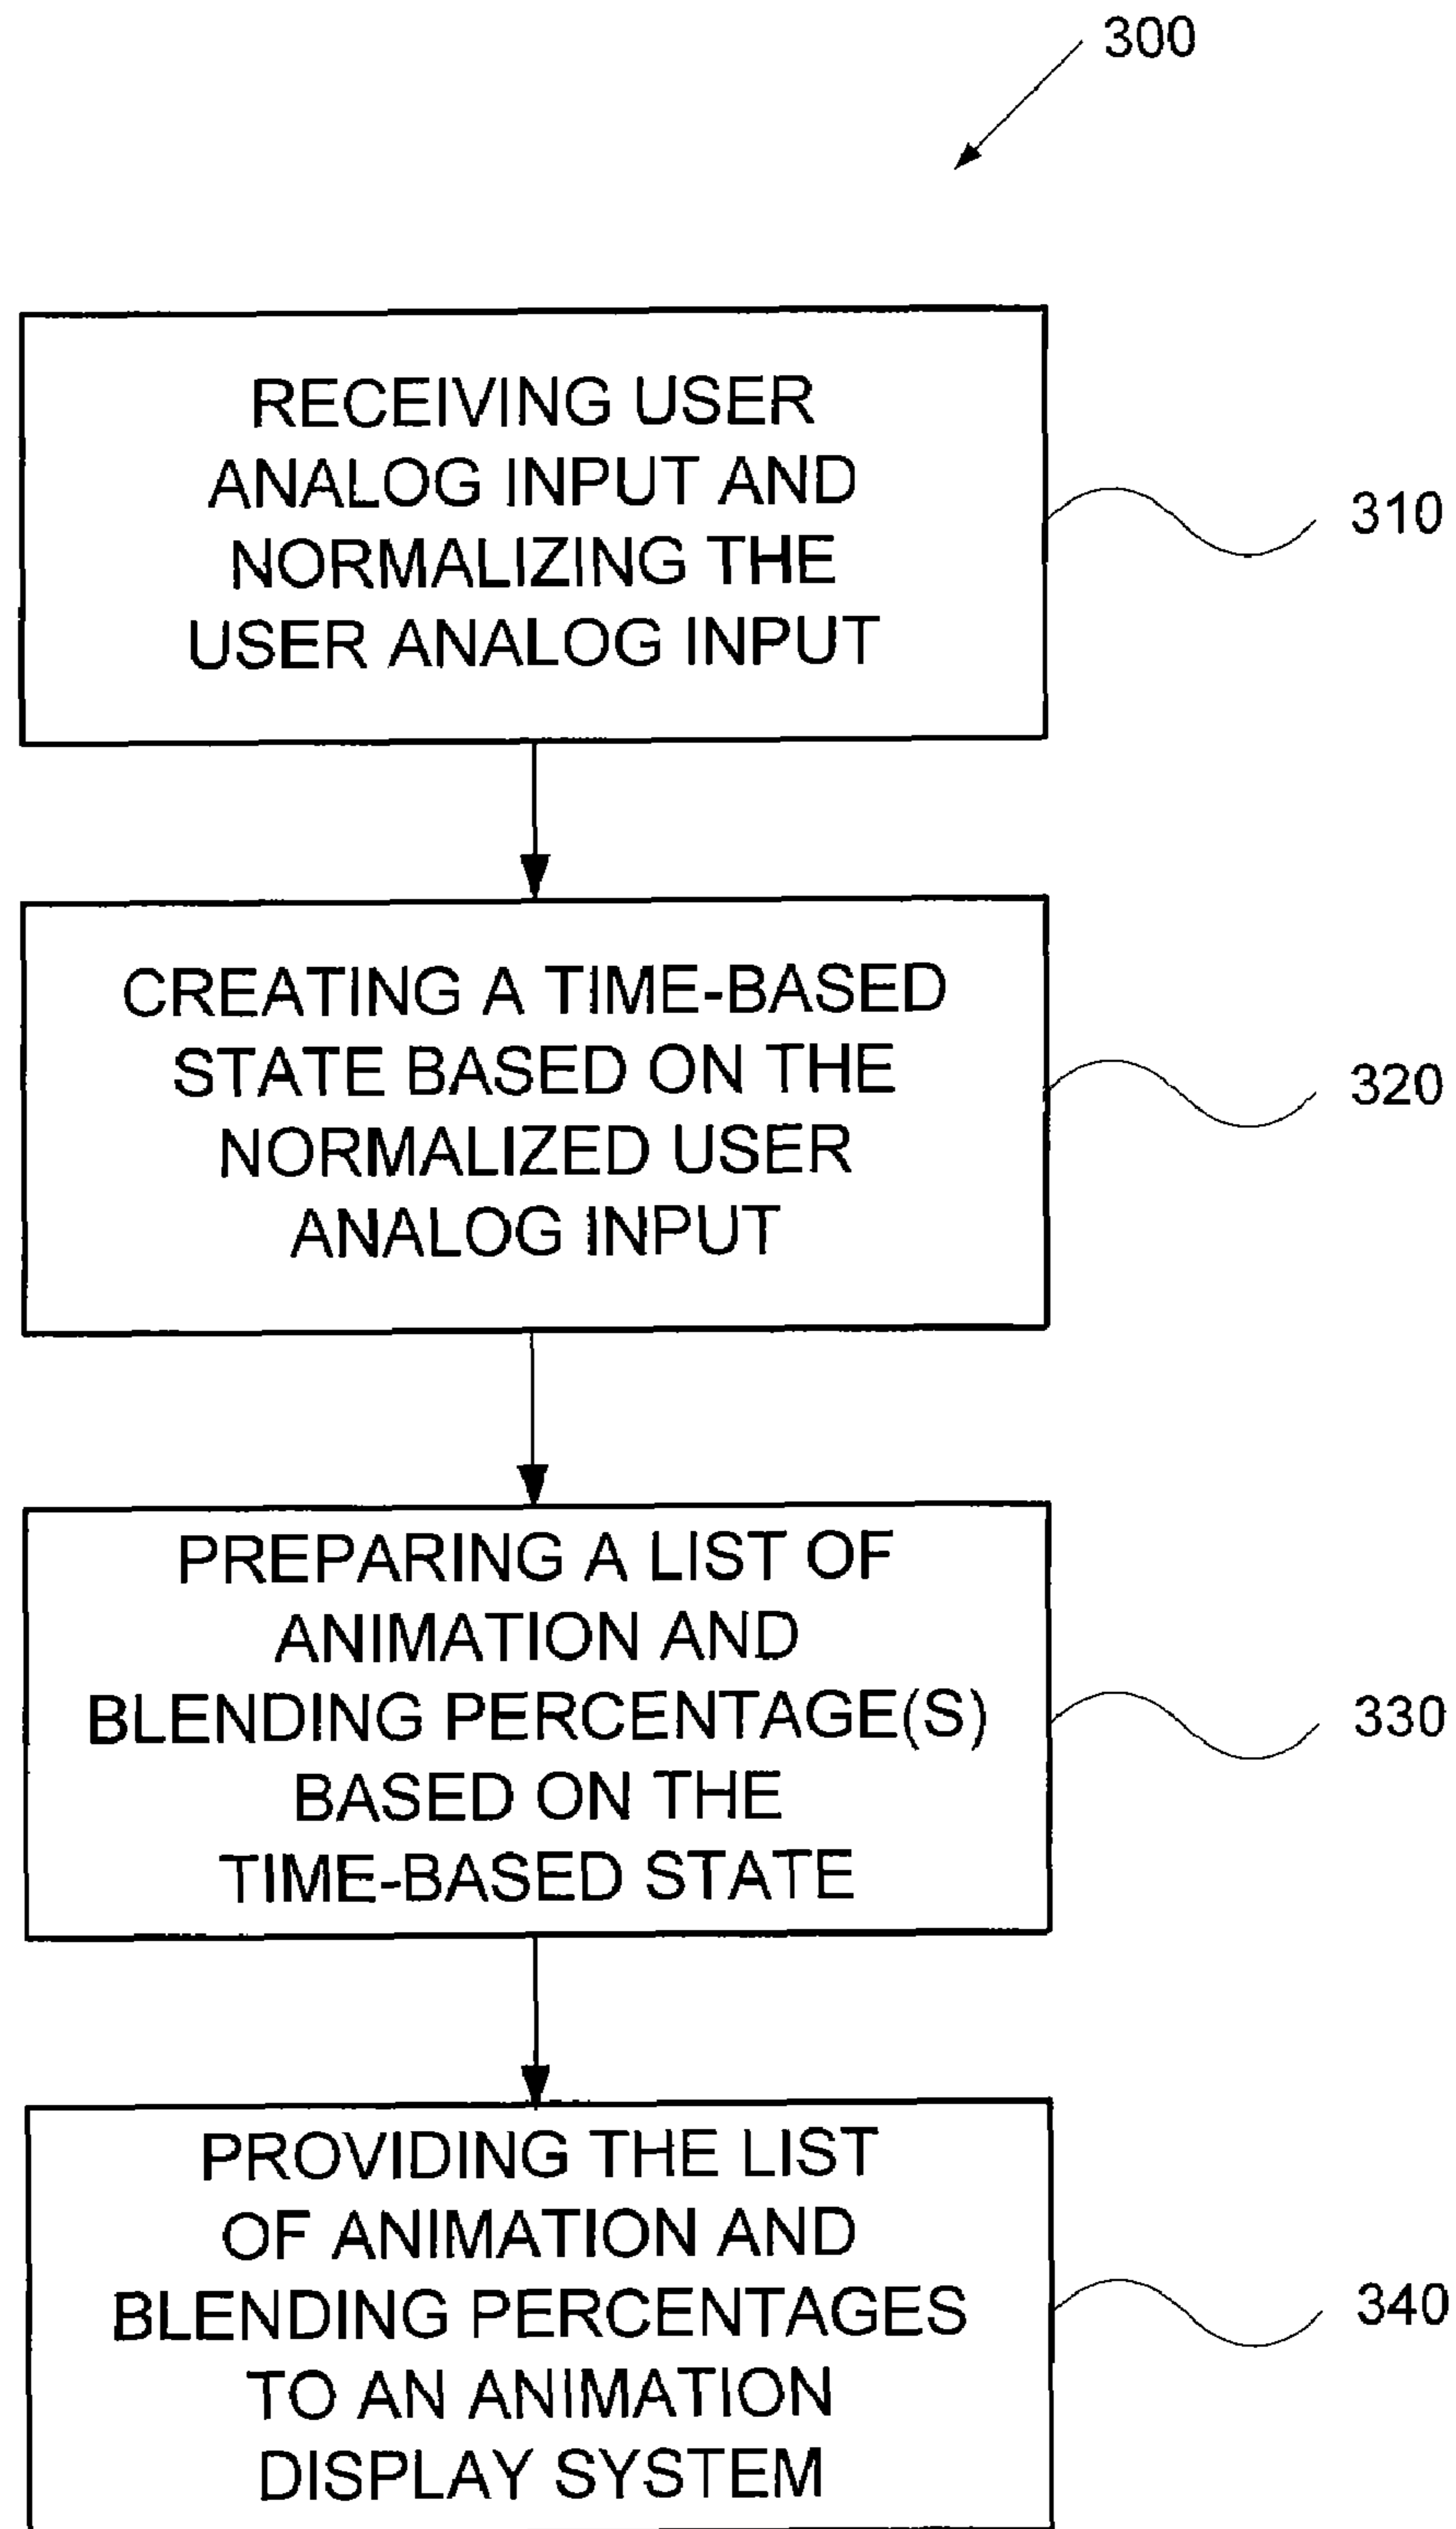 300
RECEIVING USER
ANALOG INPUT AND
NORMALIZING THE
USER ANALOG INPUT
310
CREATING A TIME-BASED
STATE BASED ON THE
NORMALIZED USER
ANALOG INPUT
320
PREPARING A LIST OF
ANIMATION AND
BLENDING PERCENTAGE(S)
BASED ON THE
TIME-BASED STATE
330
PROVIDING THE LIST
OF ANIMATION AND
BLENDING PERCENTAGES
TO AN ANIMATION
DISPLAY SYSTEM
340